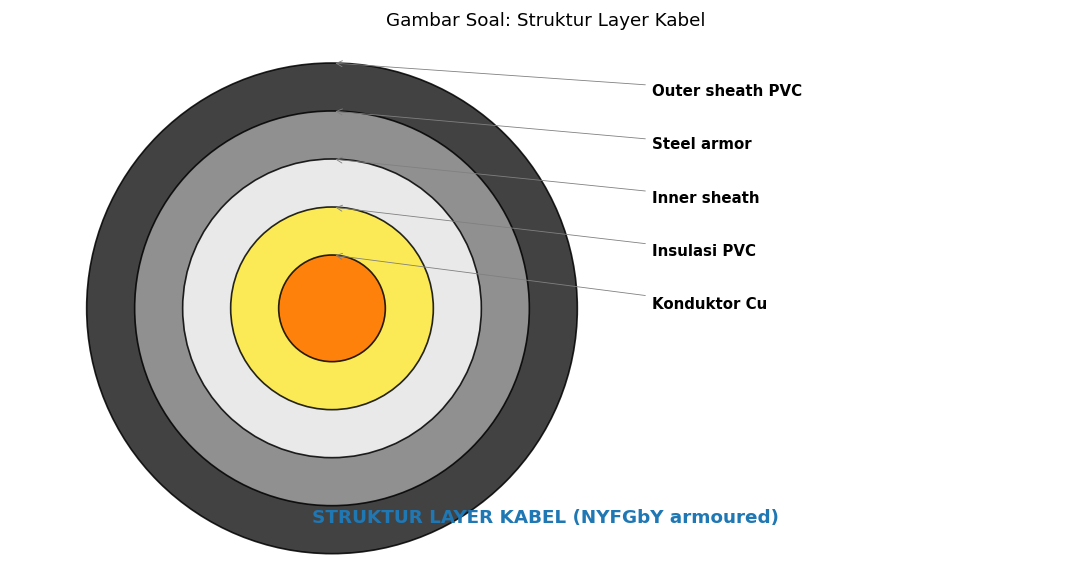 Gambar Soal: Struktur Layer Kabel
Outer sheath PVC
Steel armor
Inner sheath
Insulasi PVC
Konduktor Cu
STRUKTUR LAYER KABEL (NYFGbY armoured)